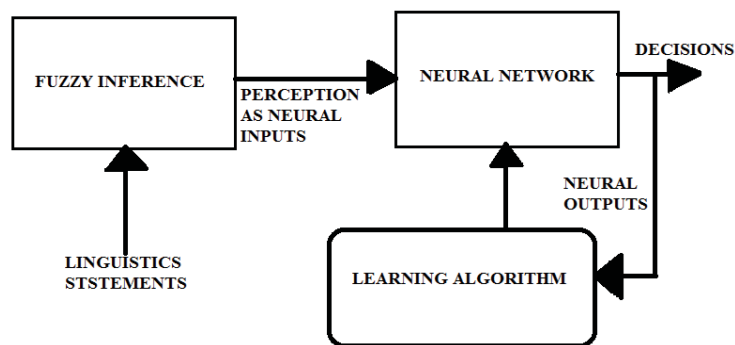 FUZZY INFERENCE
PERCEPTION
AS NEURAL
INPUTS
NEURAL NETWORK
DECISIONS
NEURAL
OUTPUTS
LINGUISTICS
STSTEMENTS
LEARNING ALGORITHM